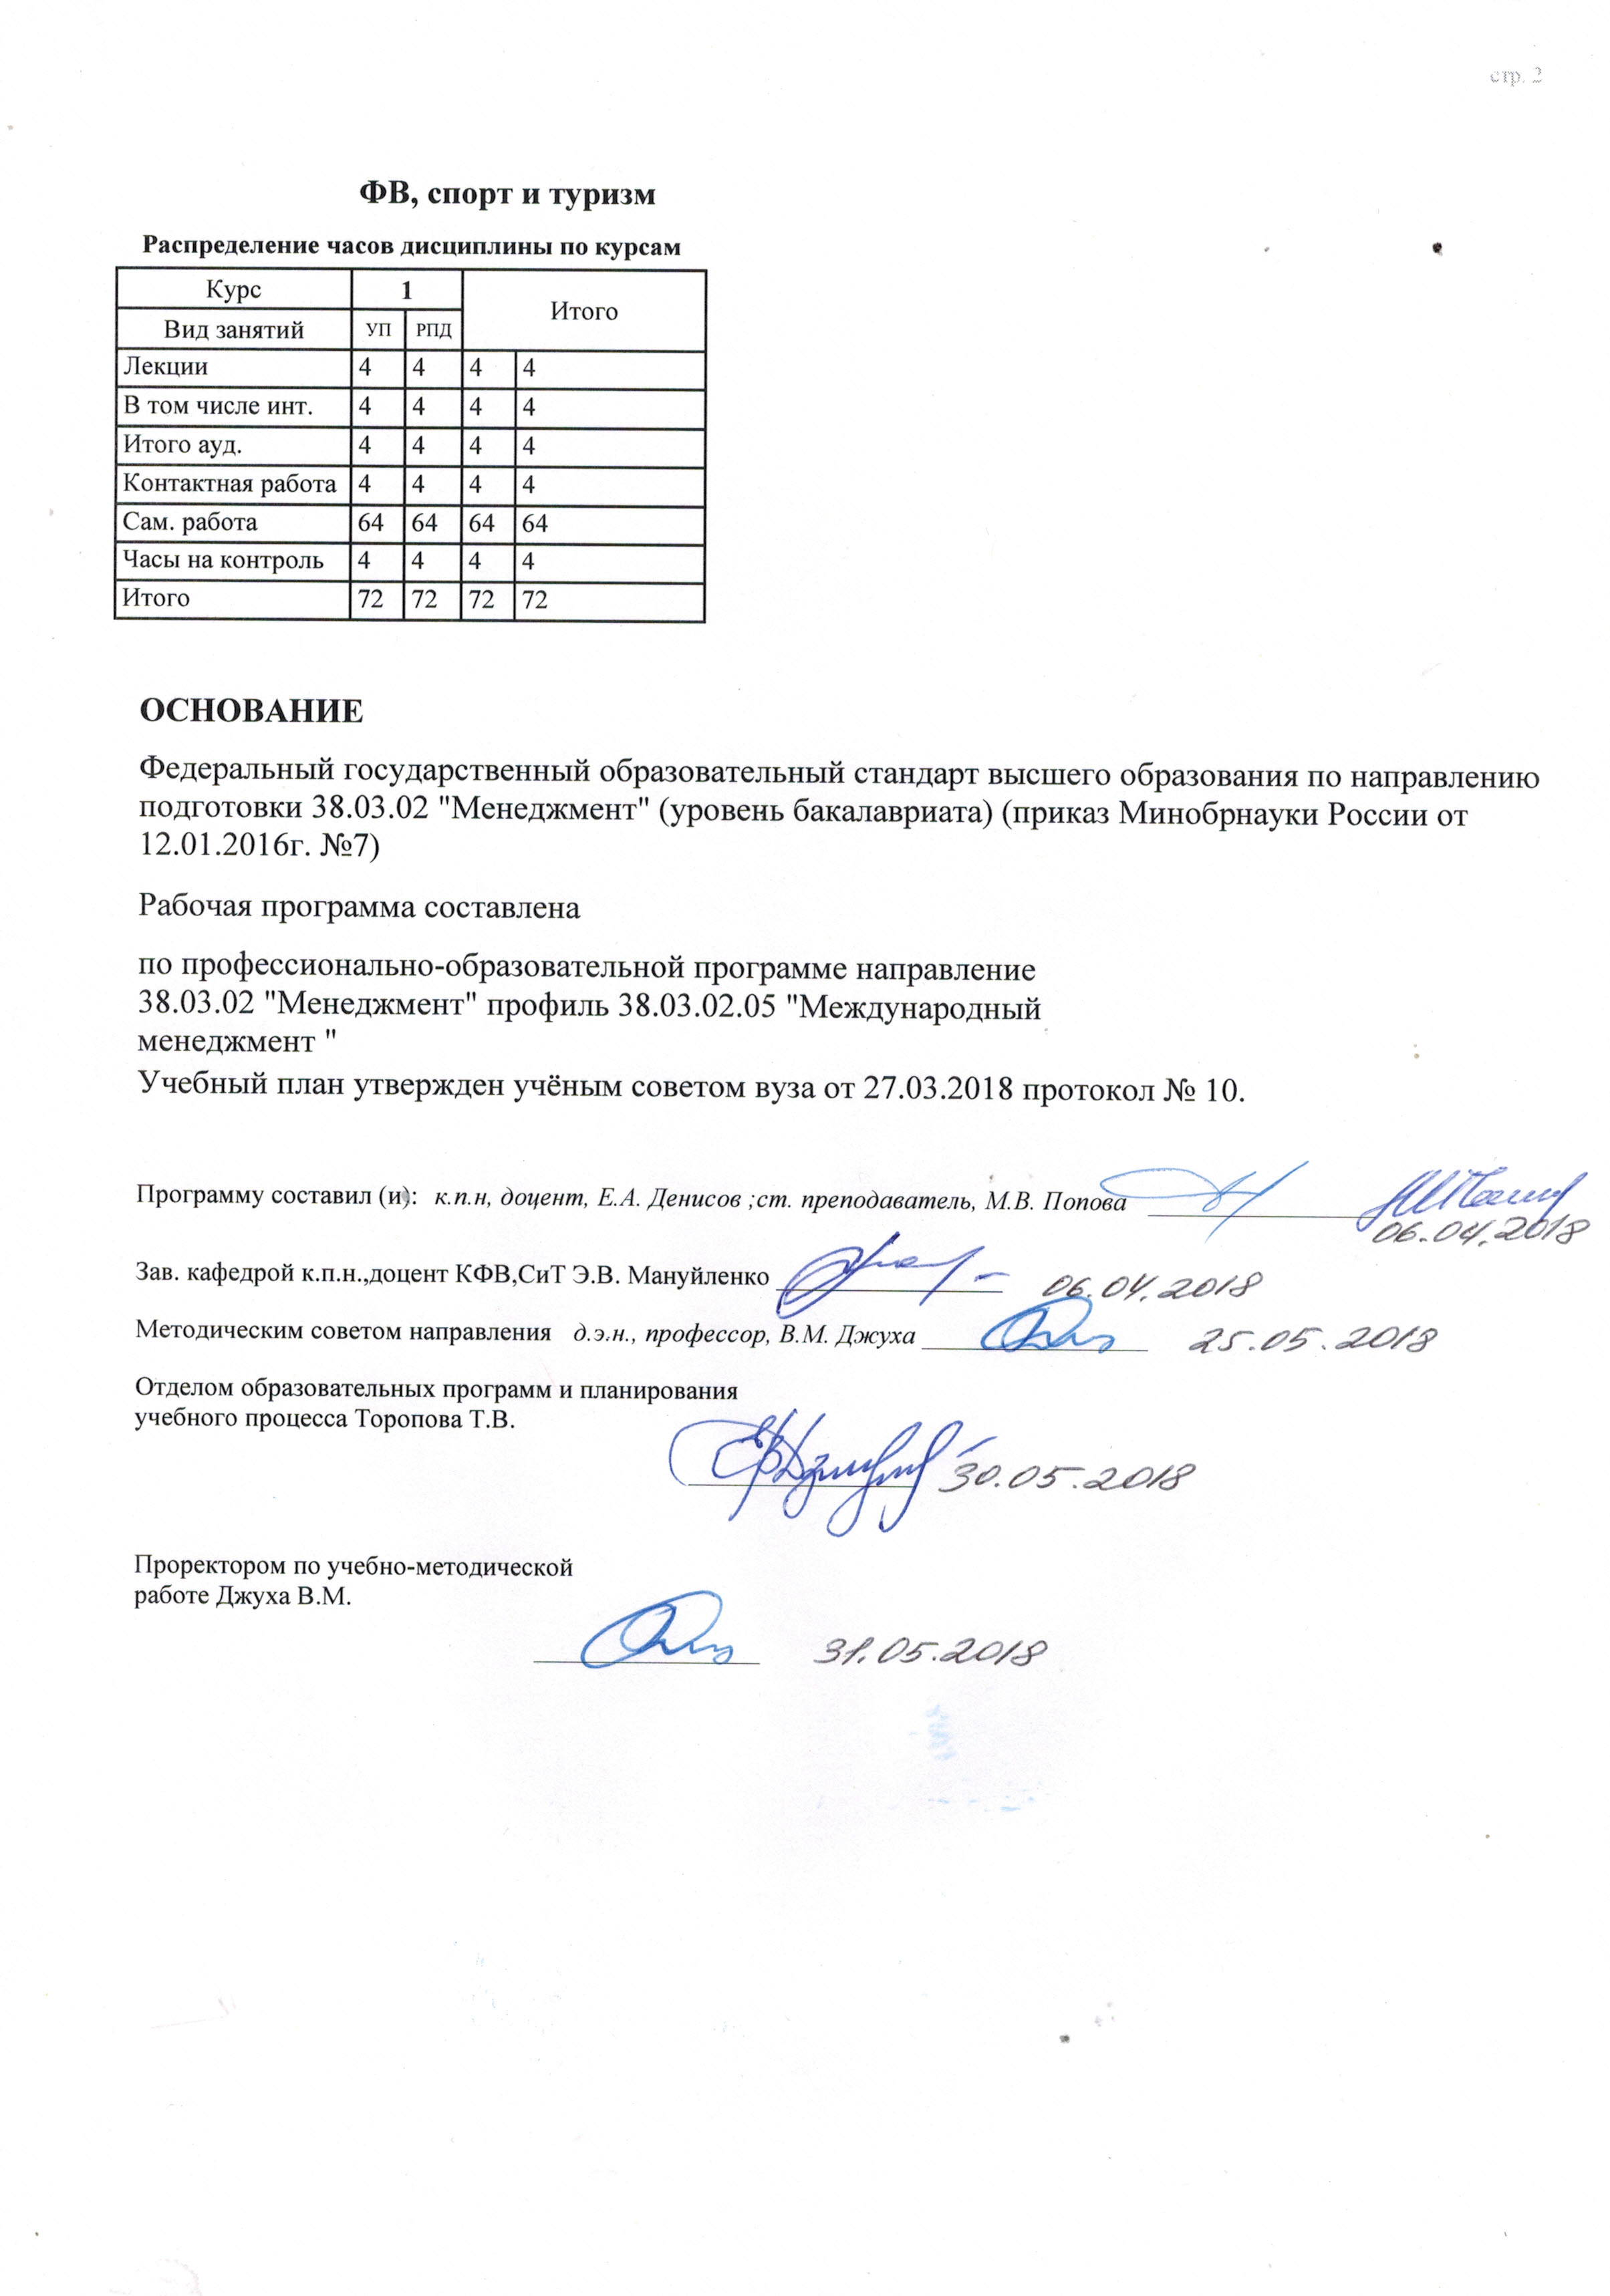 стр. 2
ФВ, спорт и туризм
Распределение часов дисциплины по курсам
Курс 1 Итого
Вид занятий УП РПД
Лекции 4 4 4 4
В том числе инт. 4 4 4 4
Итого ауд. 4 4 4 4
Контактная работа 4 4 4 4
Сам. работа 64 64 64 64
Часы на контроль 4 4 4 4
Итого 72 72 72 72
ОСНОВАНИЕ
Федеральный государственный образовательный стандарт высшего образования по направлению
подготовки 38.03.02 "Менеджмент" (уровень бакалавриата) (приказ Минобрнауки России от
12.01.2016г. №7)
Рабочая программа составлена
по профессионально-образовательной программе направление
38.03.02 "Менеджмент" профиль 38.03.02.05 "Международный
менеджмент "
Учебный план утвержден учёным советом вуза от 27.03.2018 протокол № 10.
Программу составил (и): к.п.н, доцент, Е.А. Денисов ;ст. преподаватель, М.В. Попова
06.04.2018
Зав. кафедрой к.п.н.,доцент КФВ,СиТ Э.В. Мануйленко 06.04.2018
Методическим советом направления д.э.н., профессор, В.М. Джуха 25.05.2018
Отделом образовательных программ и планирования
учебного процесса Торопова Т.В.
30.05.2018
Проректором по учебно-методической
работе Джуха В.М.
31.05.2018